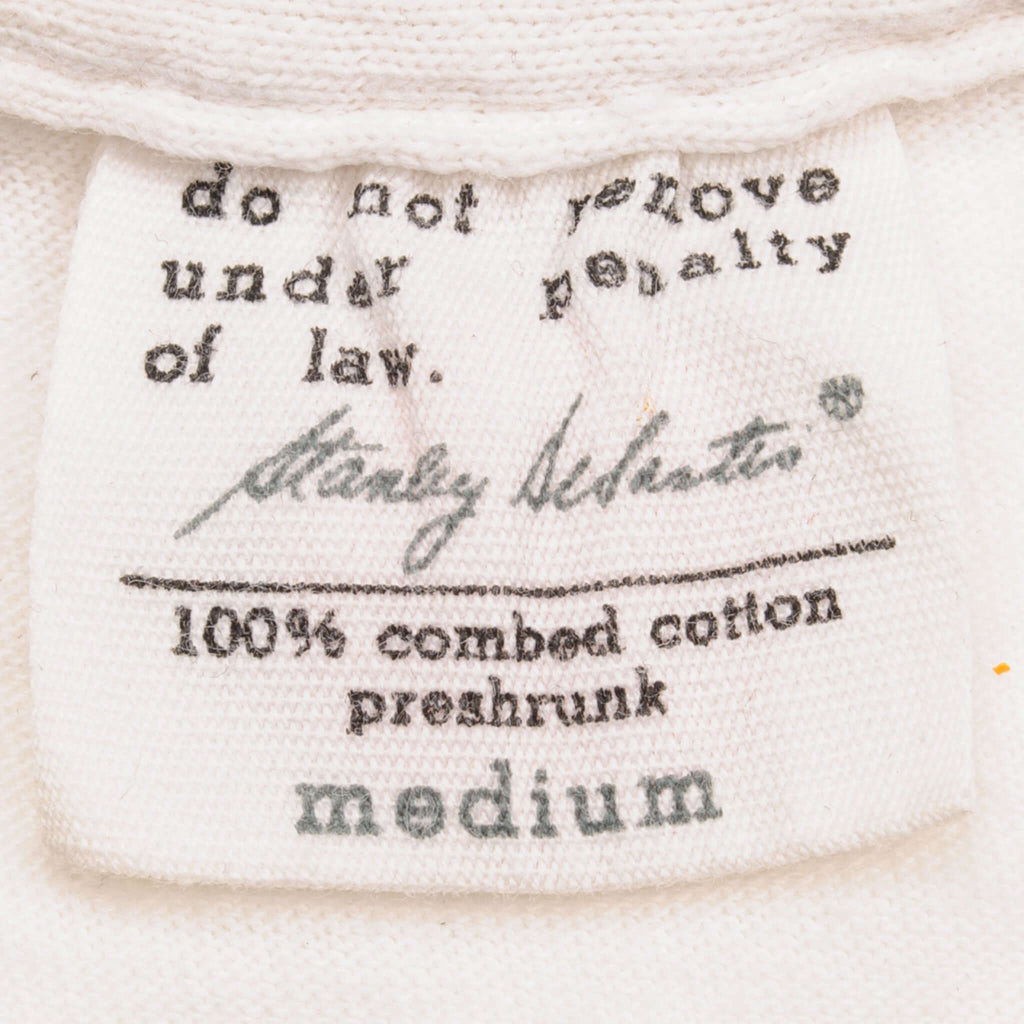 do not remove
under penalty
of law.
Stanley DeSantis ®
100% combed cotton
preshrunk
medium